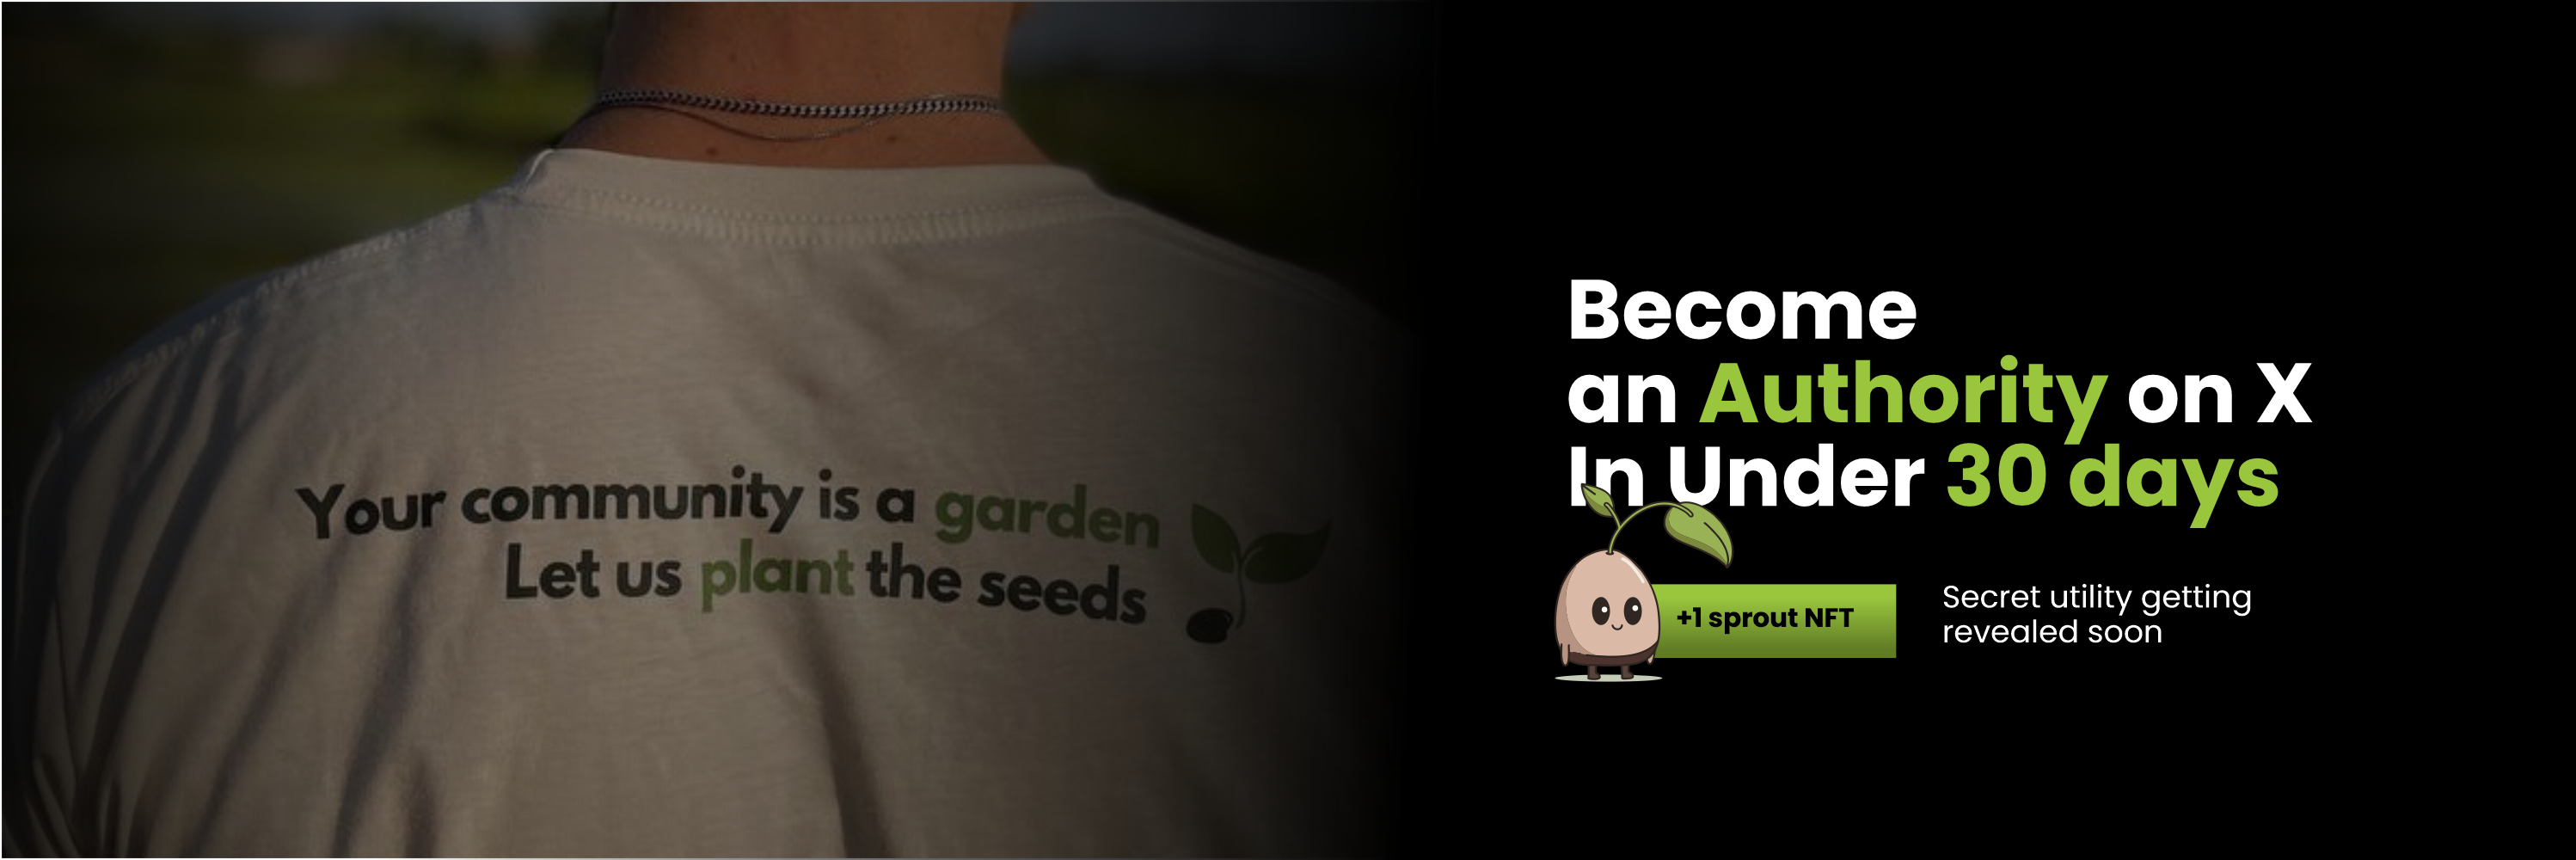 Your community is a garden
Let us plant the seeds
Become
an Authority on X
In Under 30 days
+1 sprout NFT
Secret utility getting
revealed soon